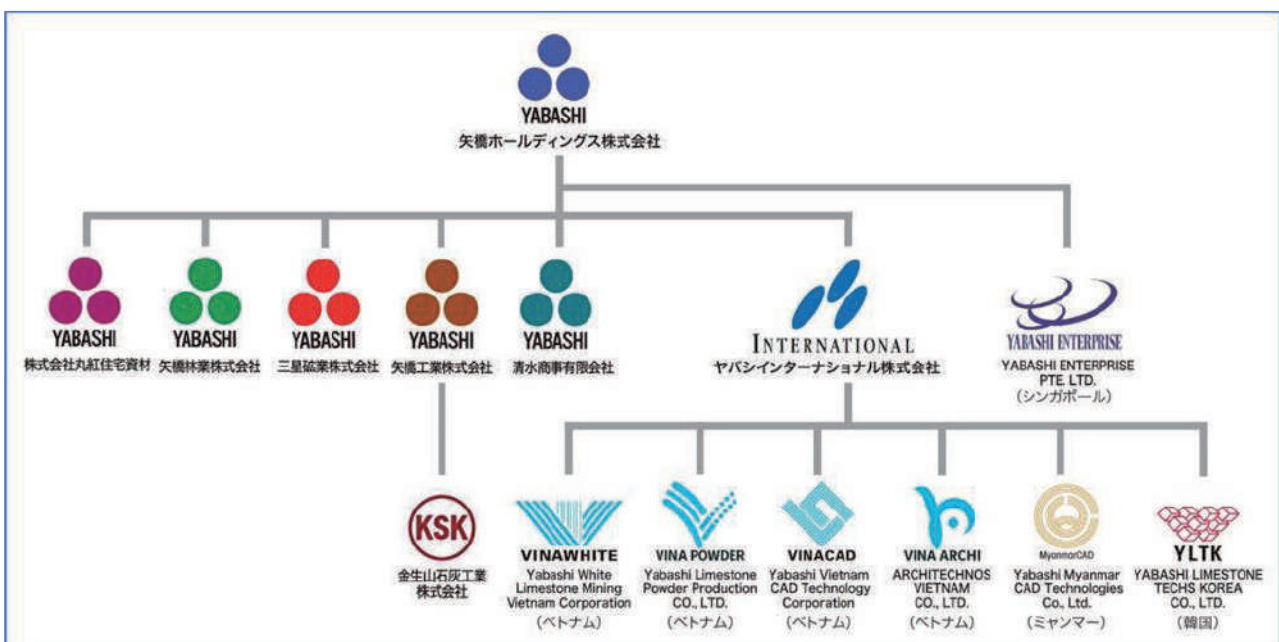 YABASHI
矢橋ホールディングス株式会社
YABASHI
株式会社丸紅住宅資材
YABASHI
矢橋林業株式会社
YABASHI
三星砿業株式会社
YABASHI
矢橋工業株式会社
YABASHI
清水商事有限会社
INTERNATIONAL
ヤバシインターナショナル株式会社
YABASHI ENTERPRISE
YABASHI ENTERPRISE
PTE. LTD.
（シンガポール）
KSK
金生山石灰工業
株式会社
VINAWHITE
Yabashi White
Limestone Mining
Vietnam Corporation
（ベトナム）
VINA POWDER
Yabashi Limestone
Powder Production
CO., LTD.
（ベトナム）
VINACAD
Yabashi Vietnam
CAD Technology
Corporation
（ベトナム）
VINA ARCHI
ARCHITECHNOS
VIETNAM
CO., LTD.
（ベトナム）
MyanmarCAD
Yabashi Myanmar
CAD Technologies
Co., Ltd.
（ミャンマー）
YLTK
YABASHI LIMESTONE
TECHS KOREA
CO., LTD.
（韓国）